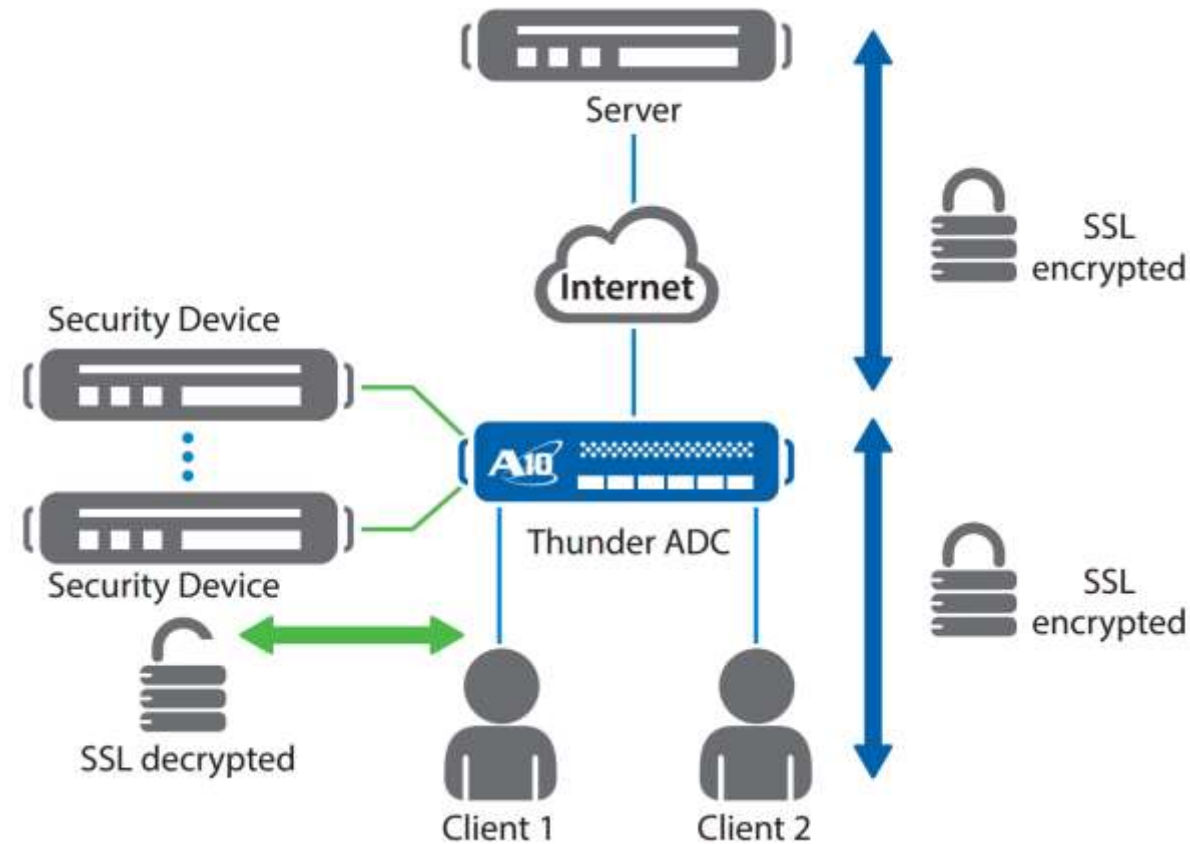 Server
Internet
SSL
encrypted
Security Device
A10
Thunder ADC
Security Device
SSL
encrypted
SSL decrypted
Client 1
Client 2